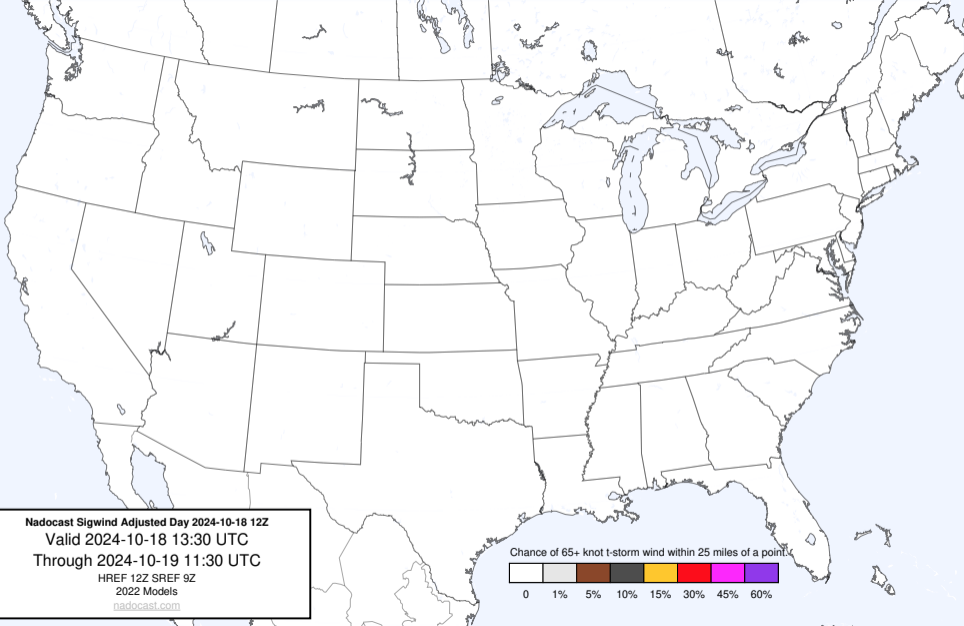 Nadocast Sigwind Adjusted Day 2024-10-18 12Z
Valid 2024-10-18 13:30 UTC
Through 2024-10-19 11:30 UTC
HREF 12Z SREF 9Z
2022 Models
nadocast.com
Chance of 65+ knot t-storm wind within 25 miles of a point.
0 1% 5% 10% 15% 30% 45% 60%